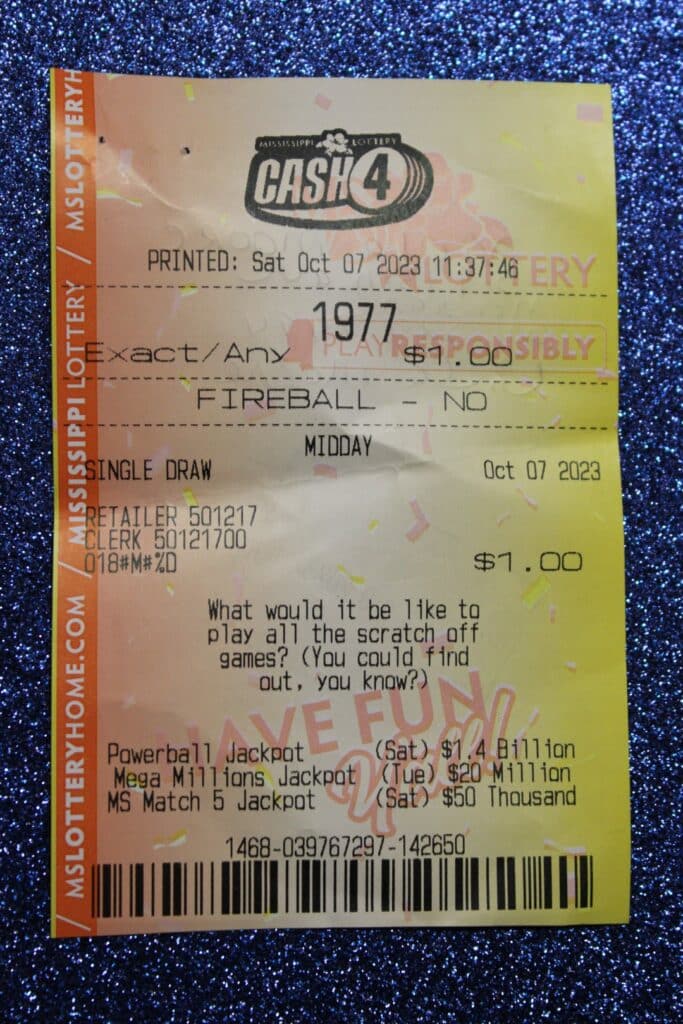 MISSISSIPPI LOTTERY
CASH 4
PRINTED: Sat Oct 07 2023 11:37:46
LOTTERY
1977
Exact/Any $1.00
PLAY RESPONSIBLY
FIREBALL - NO
MIDDAY
SINGLE DRAW Oct 07 2023
RETAILER 501217
CLERK 50121700
018#M#%D $1.00
What would it be like to
play all the scratch off
games? (You could find
out, you know?)
HAVE FUN
Y'all!
Powerball Jackpot (Sat) $1.4 Billion
Mega Millions Jackpot (Tue) $20 Million
MS Match 5 Jackpot (Sat) $50 Thousand
1468-039767297-142650
/ MSLOTTERYHOME.COM / MISSISSIPPI LOTTERY / MSLOTTERYH